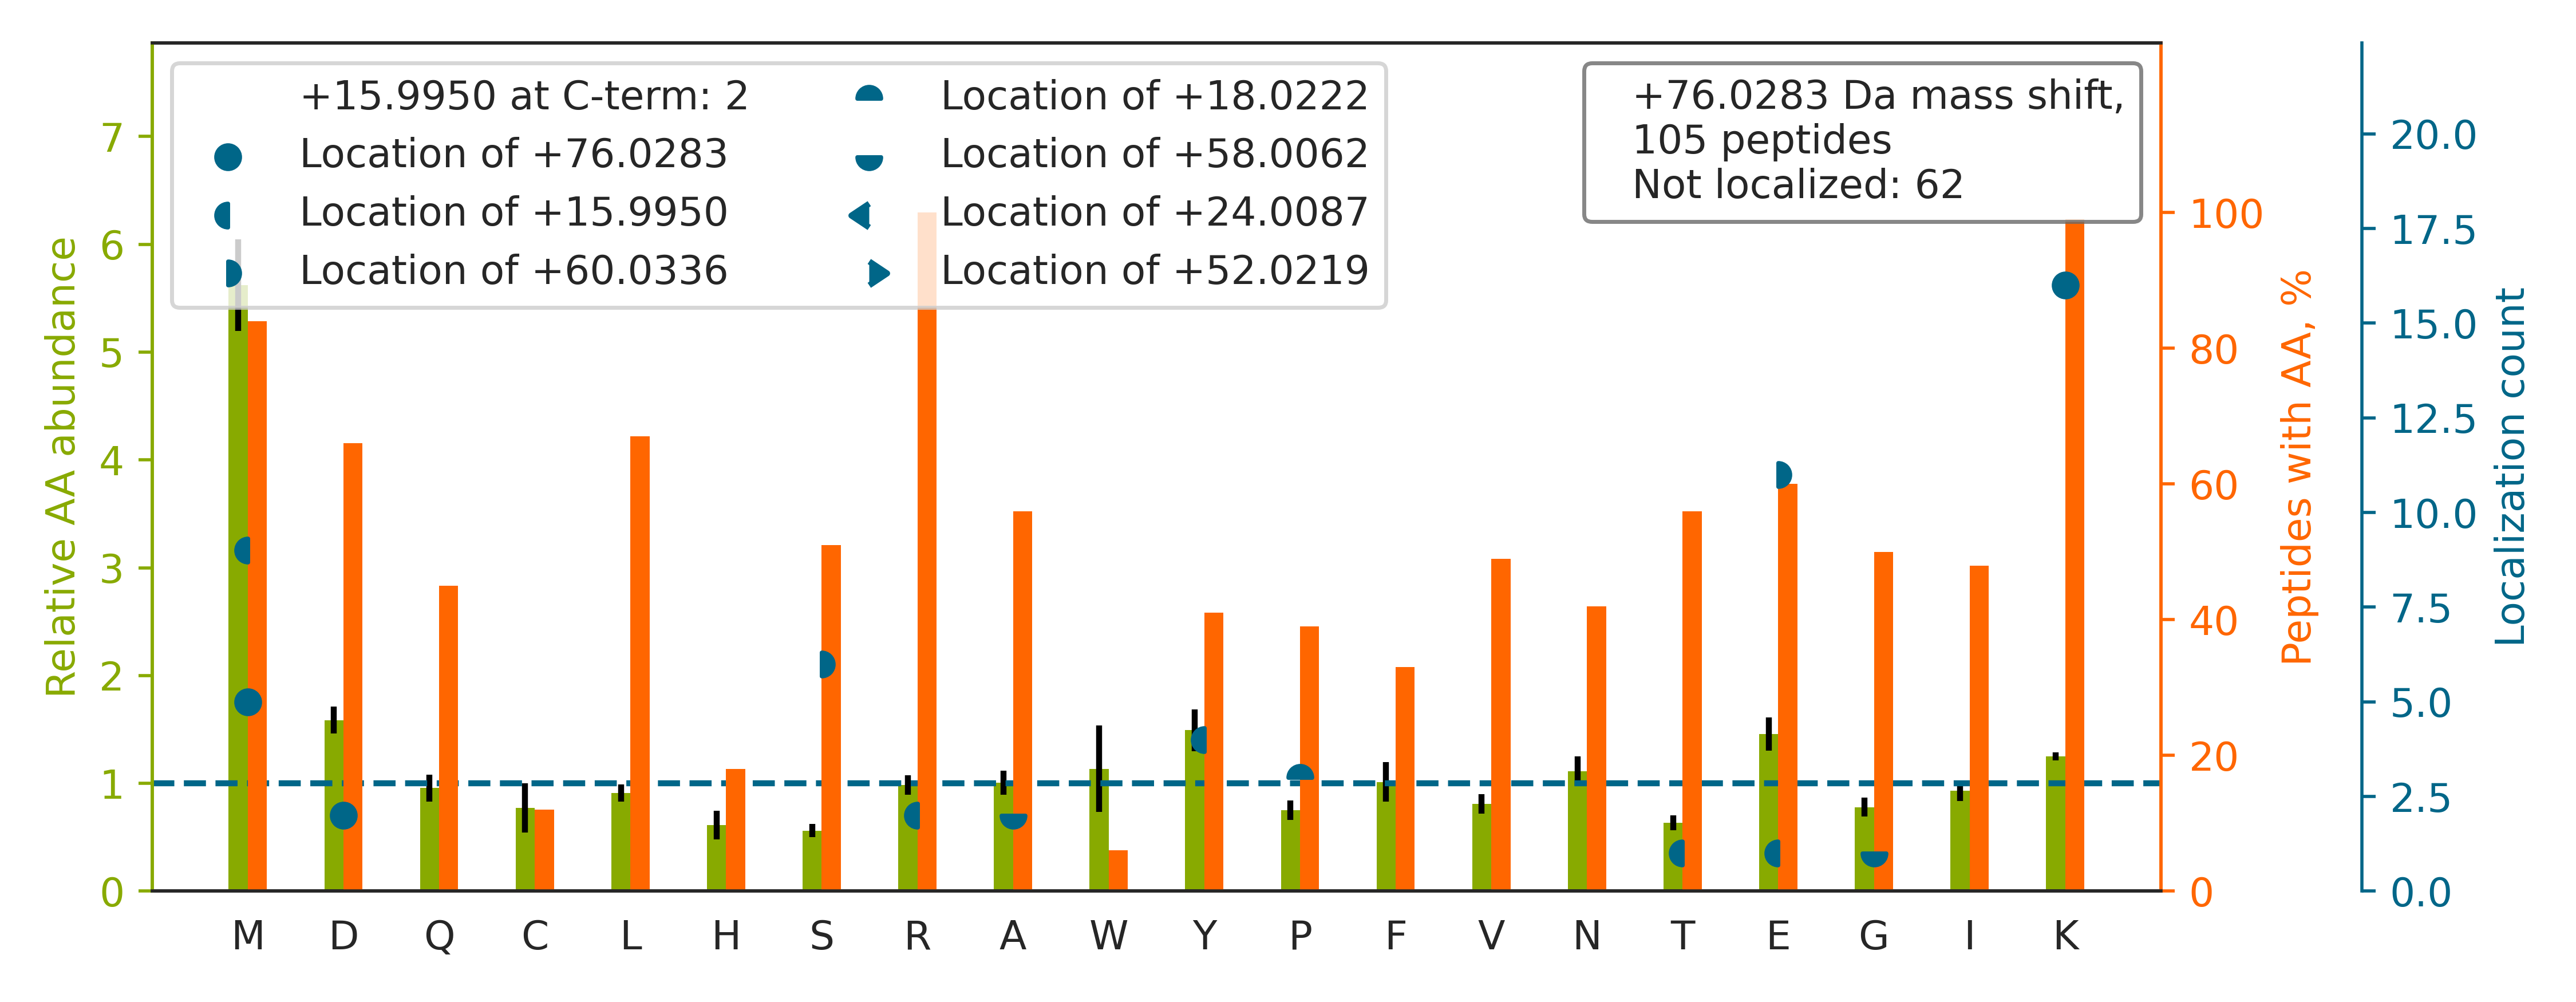 +15.9950 at C-term: 2
Location of +76.0283
Location of +15.9950
Location of +60.0336
Location of +18.0222
Location of +58.0062
Location of +24.0087
Location of +52.0219
+76.0283 Da mass shift,
105 peptides
Not localized: 62
Relative AA abundance
7
6
5
4
3
2
1
0
M D Q C L H S R A W Y P F V N T E G I K
100
80
60
40
20
0
Peptides with AA, %
20.0
17.5
15.0
12.5
10.0
7.5
5.0
2.5
0.0
Localization count